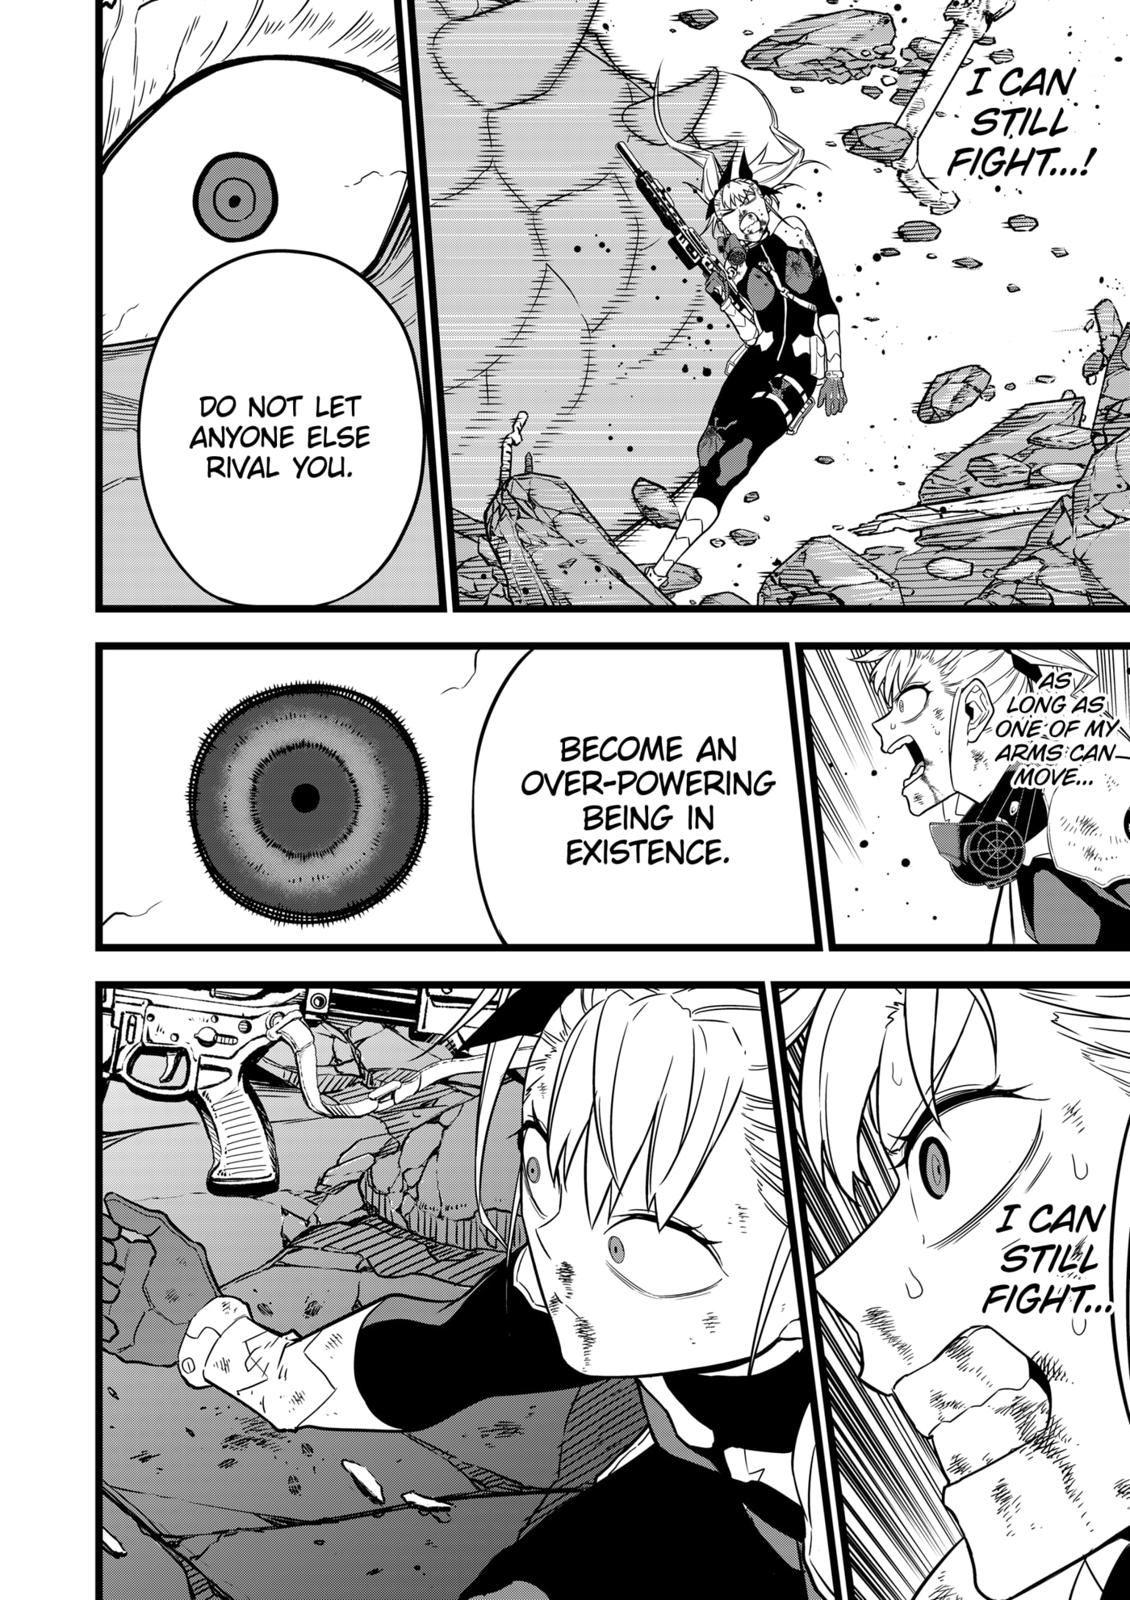 I CAN
STILL
FIGHT...!
DO NOT LET
ANYONE ELSE
RIVAL YOU.
AS
LONG AS
ONE OF MY
ARMS CAN
MOVE...
BECOME AN
OVER-POWERING
BEING IN
EXISTENCE.
I CAN
STILL
FIGHT...